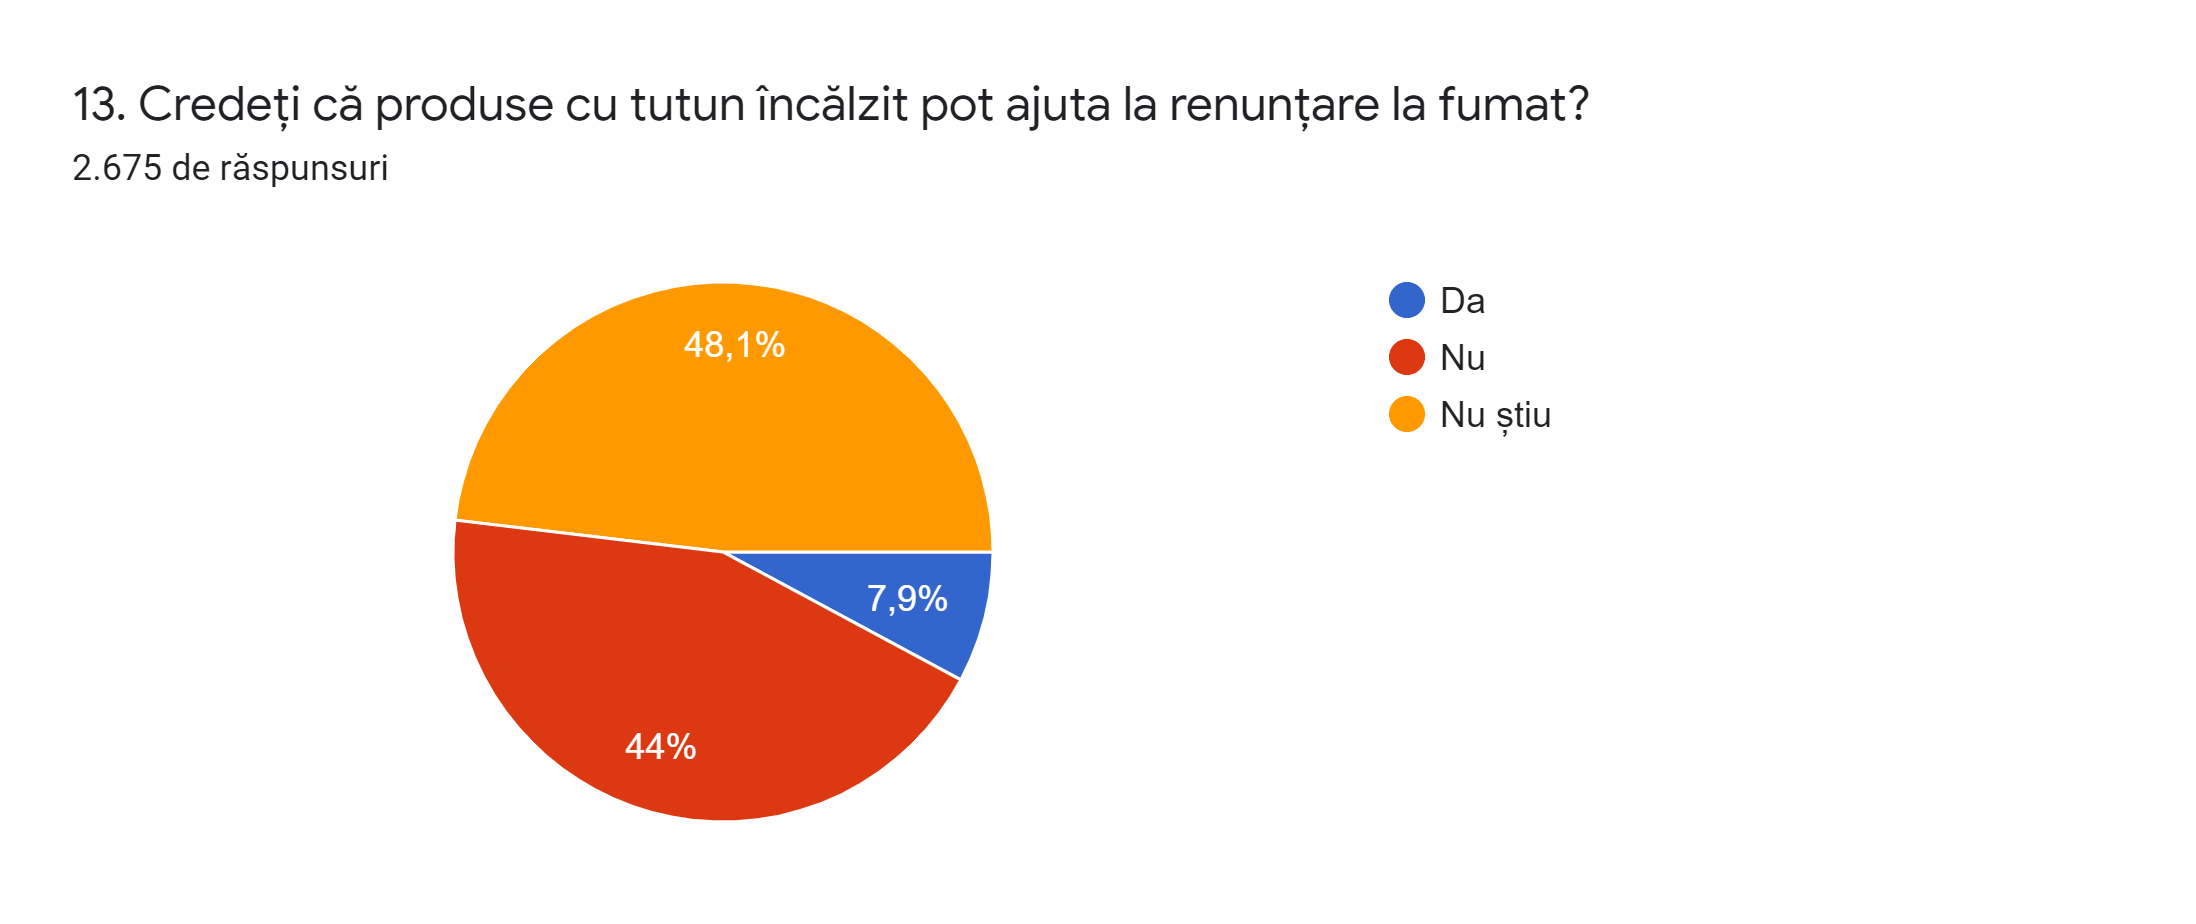 13. Credeți că produse cu tutun încălzit pot ajuta la renunțare la fumat?
2.675 de răspunsuri
48,1%
7,9%
44%
Da
Nu
Nu știu